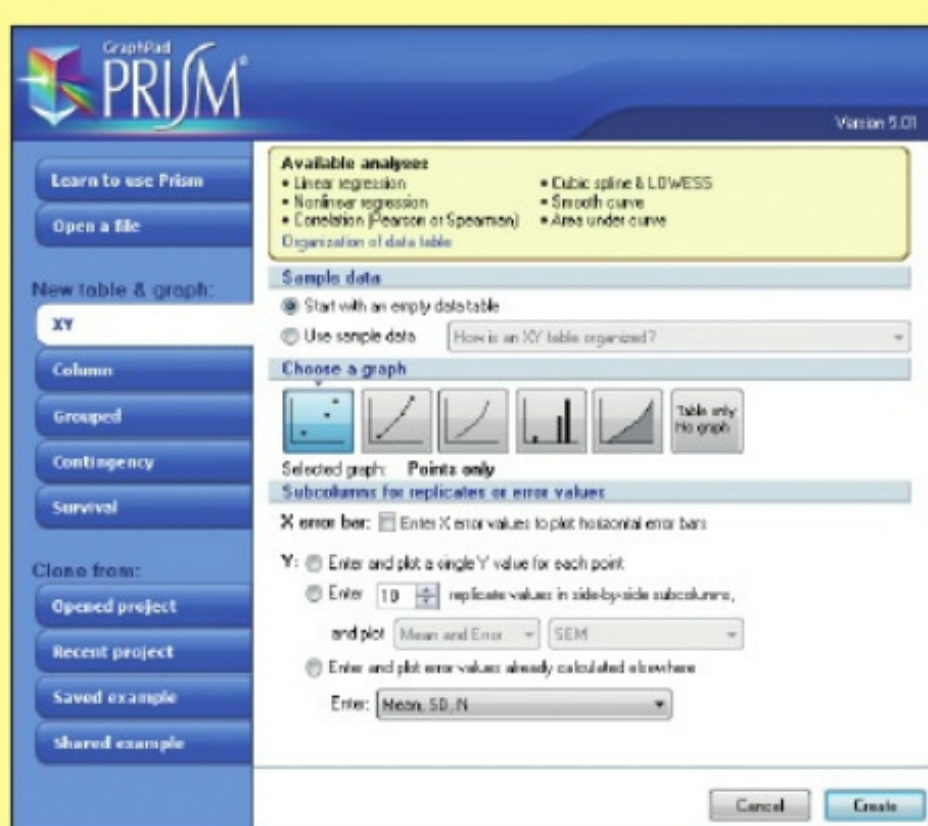 GraphPad
PRISM®
Version 5.01
Learn to use Prism
Open a file
New table & graph:
XY
Column
Grouped
Contingency
Survival
Clone from:
Opened project
Recent project
Saved example
Shared example
Available analyses
• Linear regression
• Nonlinear regression
• Correlation (Pearson or Spearman)
• Cubic spline & LOWESS
• Smooth curve
• Area under curve
Organization of data table
Sample data
Start with an empty data table
Use sample data How is an XY table organized?
Choose a graph
Table only
No graph
Selected graph: Points only
Subcolumns for replicates or error values
X error bar: Enter X error values to plot horizontal error bars
Y: Enter and plot a single Y value for each point
Enter 10 replicate values in side-by-side subcolumns,
and plot Mean and Error SEM
Enter and plot error values already calculated elsewhere
Enter: Mean, SD, N
Cancel Create